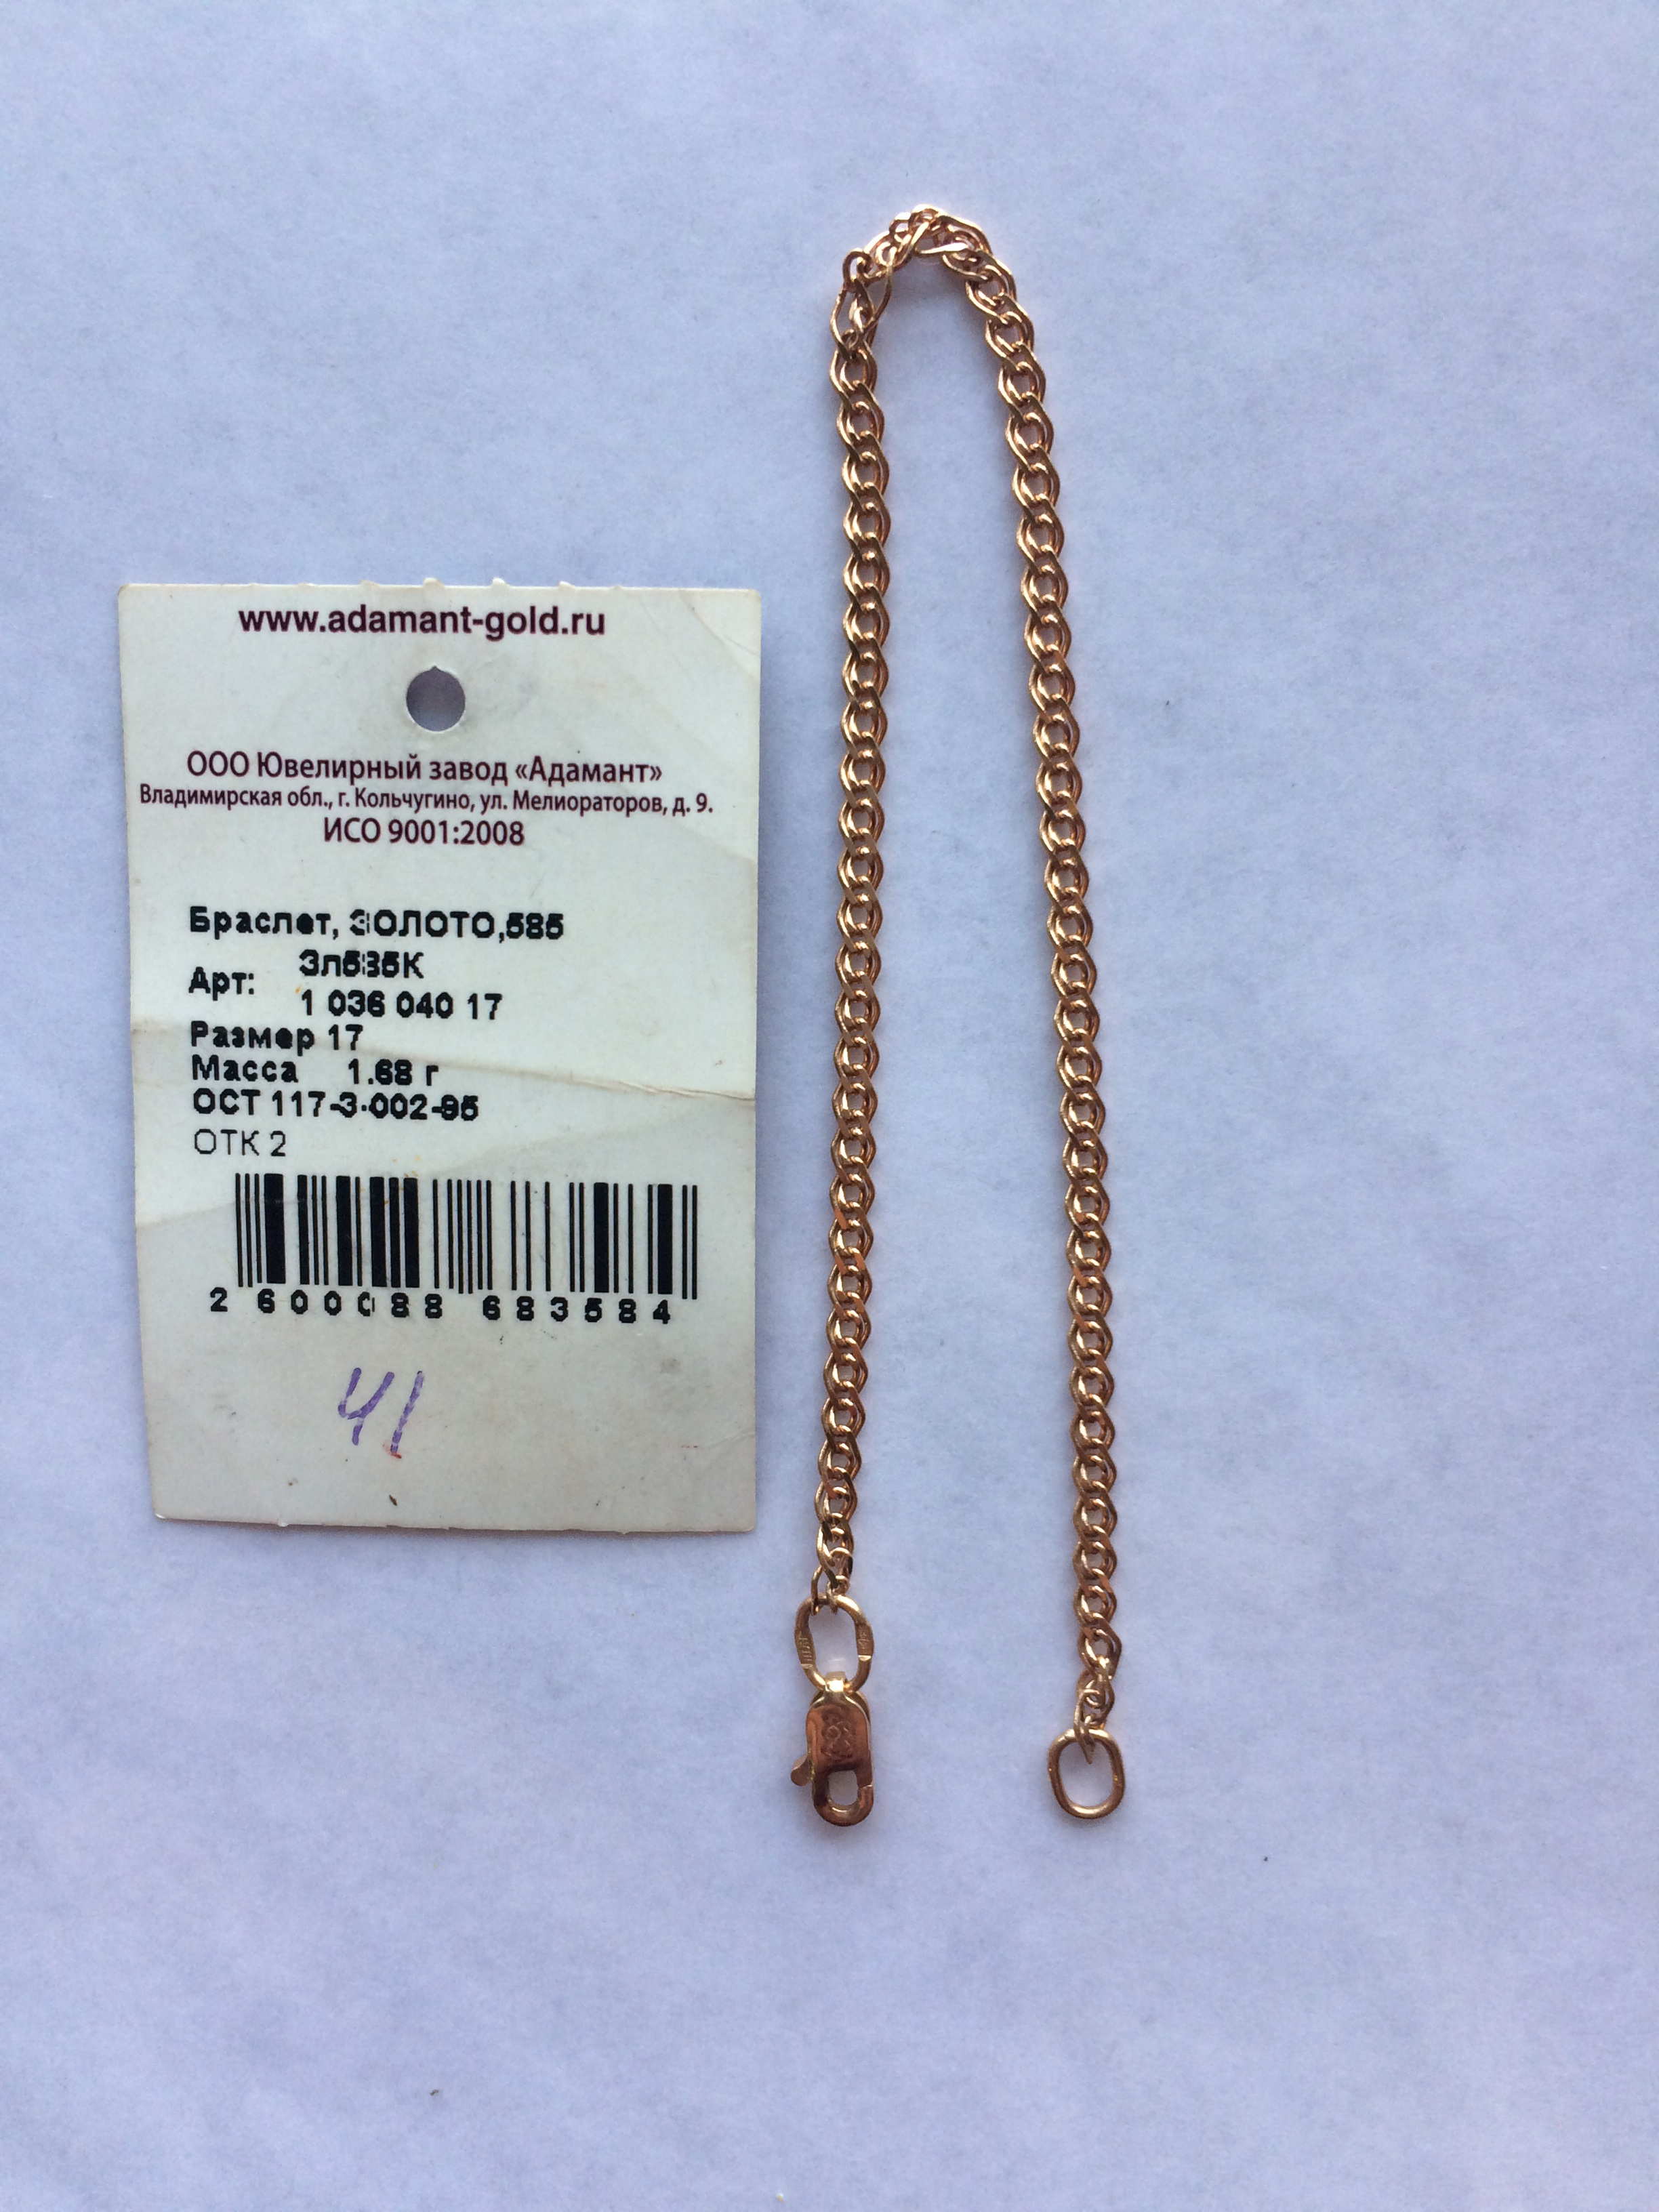 www.adamant-gold.ru
ООО Ювелирный завод «Адамант»
Владимирская обл., г. Кольчугино, ул. Мелиораторов, д. 9.
ИСО 9001:2008
Браслет, ЗОЛОТО,585
Зл585К
Арт:
1 036 040 17
Размер 17
Масса 1.68 г
ОСТ 117-3-002-95
ОТК 2
2 600088 683584
41